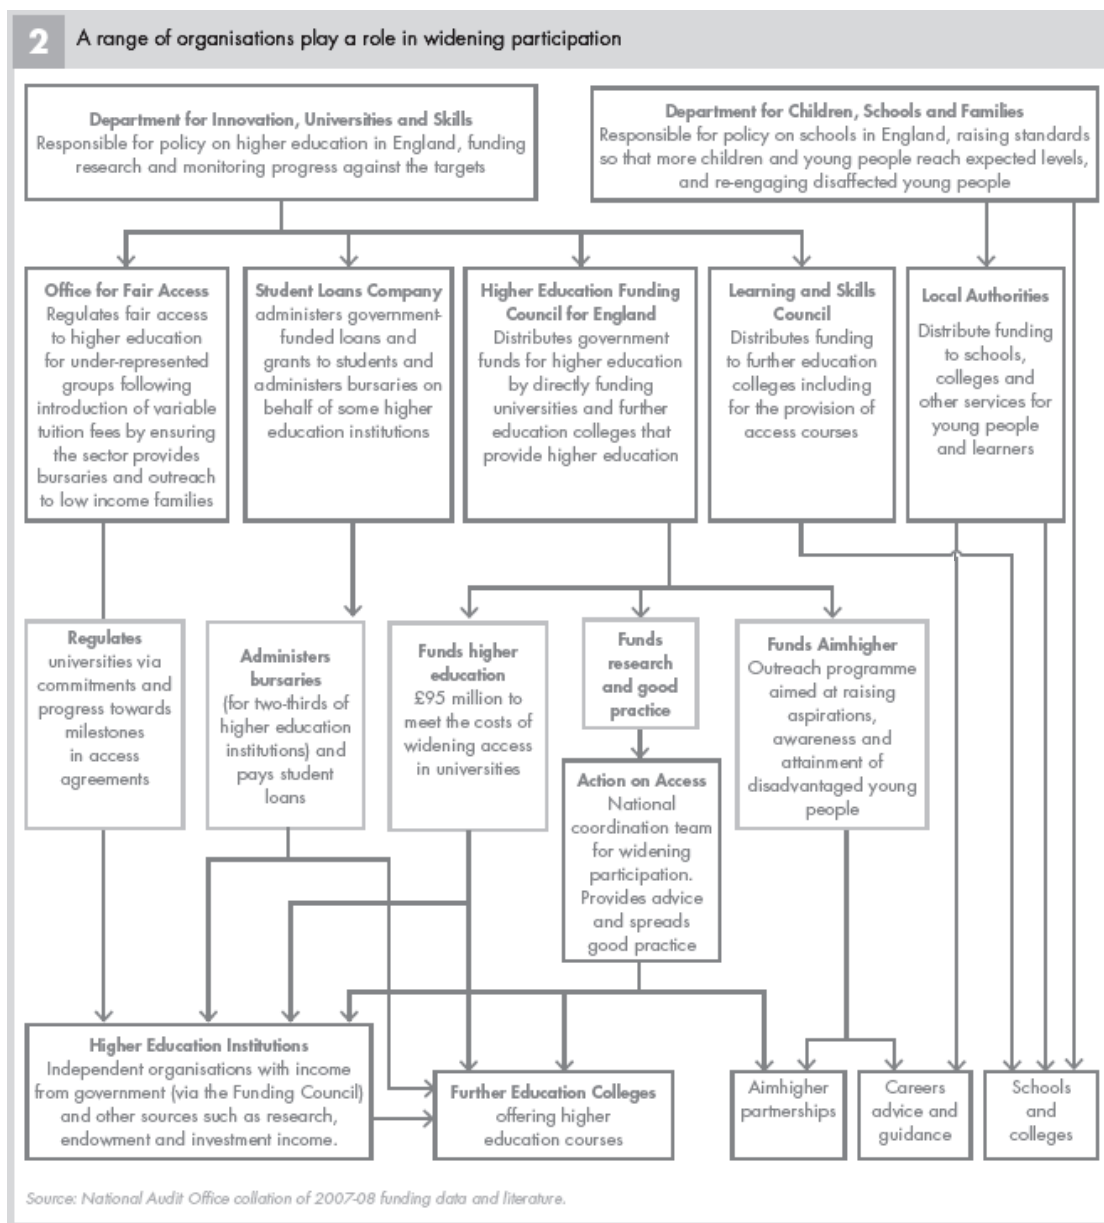 2
A range of organisations play a role in widening participation
Department for Innovation, Universities and Skills
Responsible for policy on higher education in England, funding
research and monitoring progress against the targets
Department for Children, Schools and Families
Responsible for policy on schools in England, raising standards
so that more children and young people reach expected levels,
and re-engaging disaffected young people
Office for Fair Access
Regulates fair access
to higher education
for under-represented
groups following
introduction of variable
tuition fees by ensuring
the sector provides
bursaries and outreach
to low income families
Student Loans Company
administers government-
funded loans and
grants to students and
administers bursaries on
behalf of some higher
education institutions
Higher Education Funding
Council for England
Distributes government
funds for higher education
by directly funding
universities and further
education colleges that
provide higher education
Learning and Skills
Council
Distributes funding
to further education
colleges including
for the provision of
access courses
Local Authorities
Distribute funding
to schools,
colleges and
other services for
young people
and learners
Regulates
universities via
commitments and
progress towards
milestones
in access
agreements
Administers
bursaries
(for two-thirds of
higher education
institutions) and
pays student
loans
Funds higher
education
£95 million to
meet the costs of
widening access
in universities
Funds
research
and good
practice
Funds Aimhigher
Outreach programme
aimed at raising
aspirations,
awareness and
attainment of
disadvantaged young
people
Action on Access
National
coordination team
for widening
participation.
Provides advice
and spreads
good practice
Higher Education Institutions
Independent organisations with income
from government (via the Funding Council)
and other sources such as research,
endowment and investment income.
Further Education Colleges
offering higher
education courses
Aimhigher
partnerships
Careers
advice and
guidance
Schools
and
colleges
Source: National Audit Office collation of 2007-08 funding data and literature.